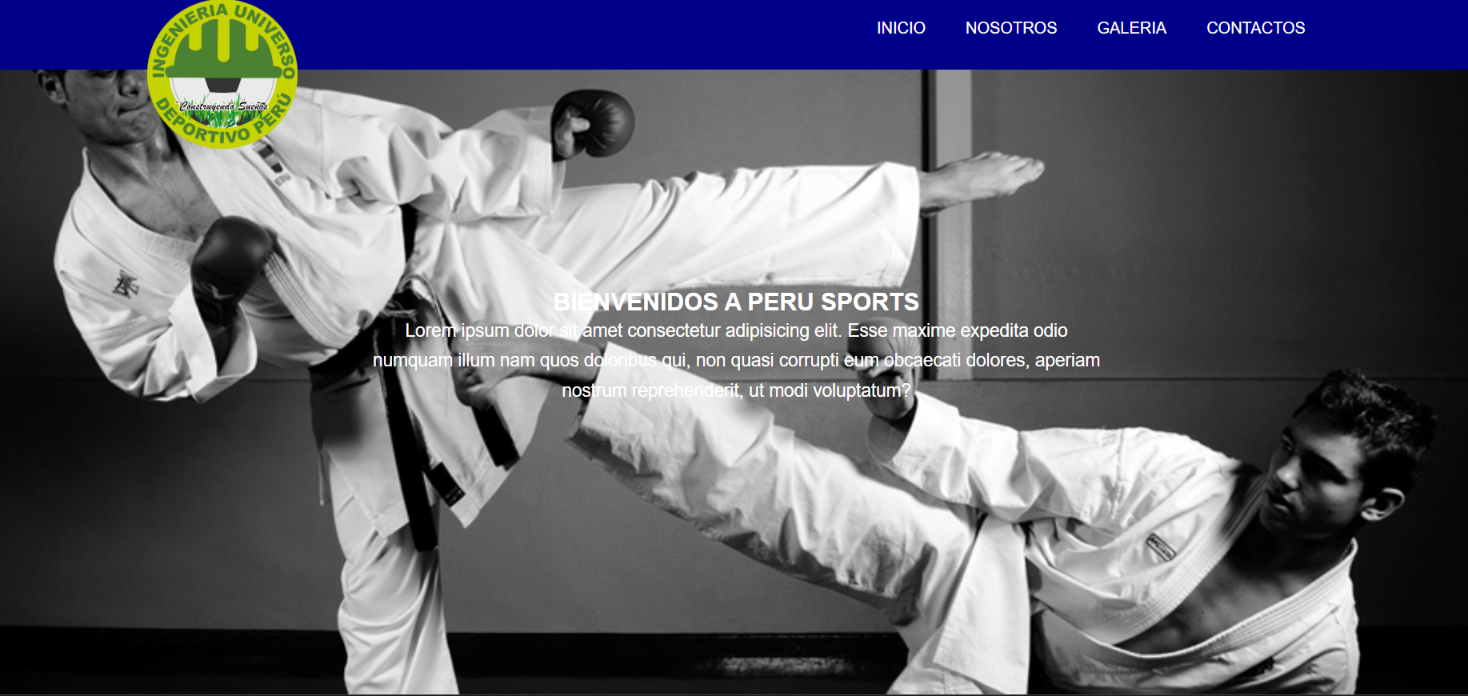 INGENIERIA UNIVERSO
Construyendo Sueños
DEPORTIVO PERÚ
INICIO NOSOTROS GALERIA CONTACTOS
BIENVENIDOS A PERU SPORTS
Lorem ipsum dolor sit amet consectetur adipisicing elit. Esse maxime expedita odio
numquam illum nam quos doloribus qui, non quasi corrupti eum obcaecati dolores, aperiam
nostrum reprehenderit, ut modi voluptatum?